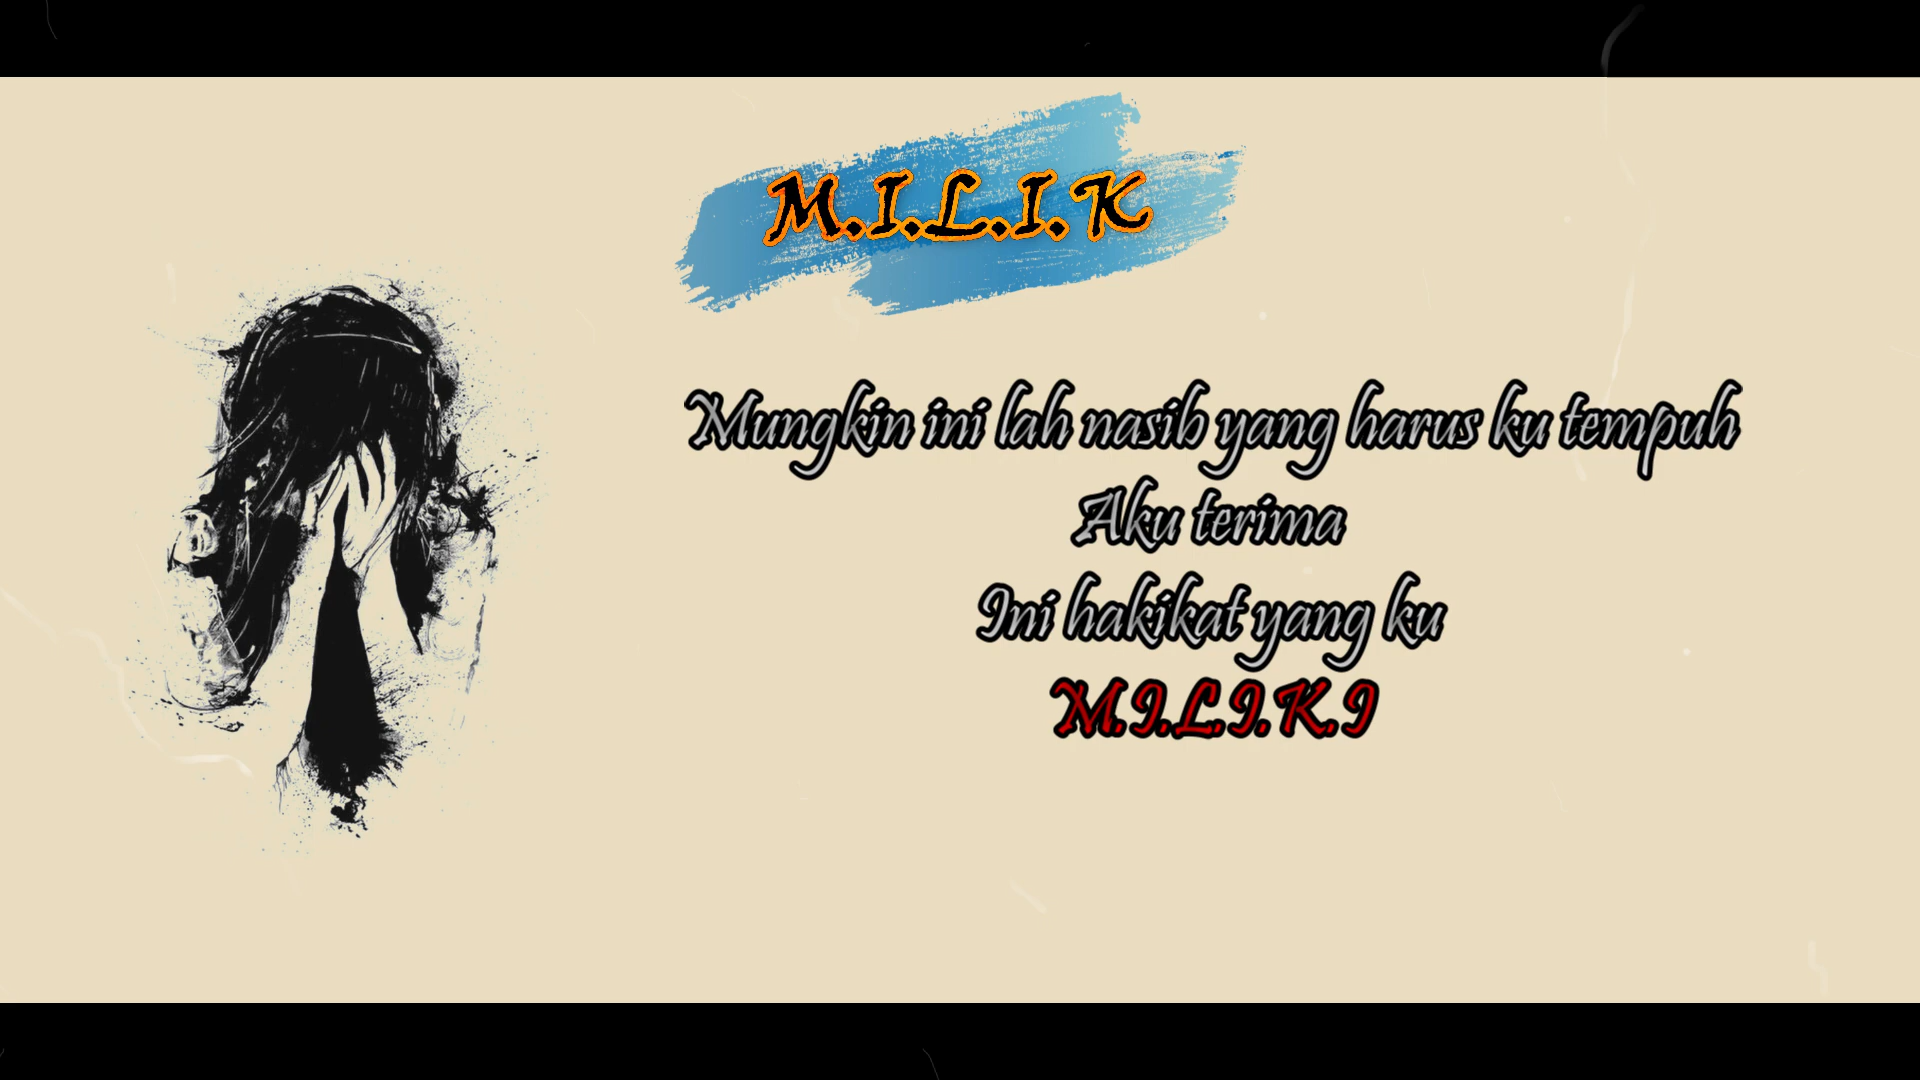 M.I.L.I.K
Mungkin ini lah nasib yang harus ku tempuh
Aku terima
Ini hakikat yang ku
M.I.L.I.K.I